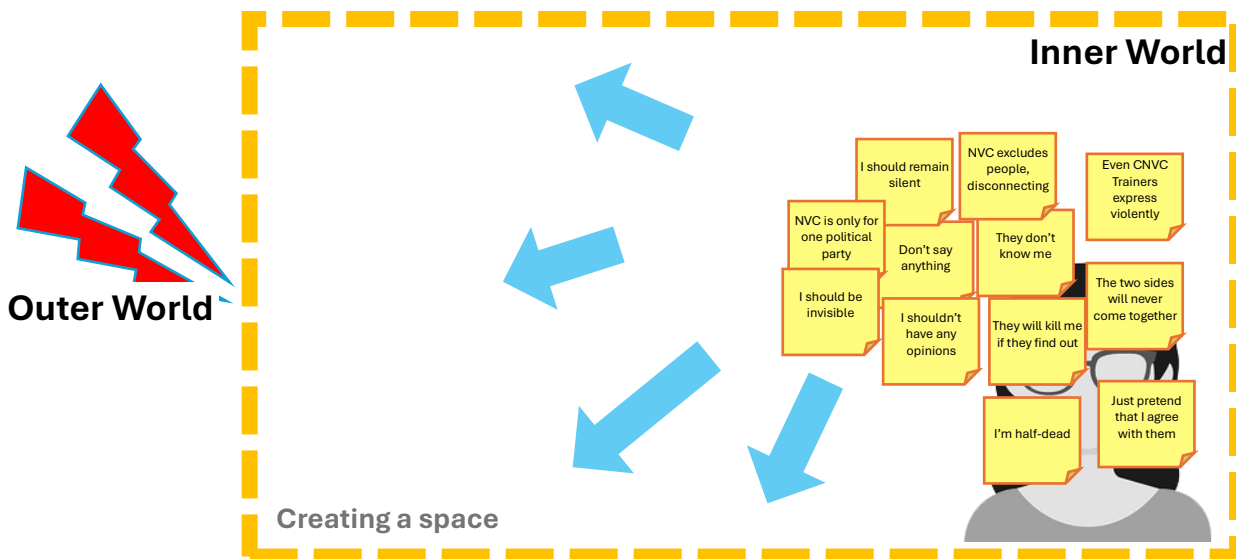 Inner World
Outer World
I should remain
silent
NVC excludes
people,
disconnecting
Even CNVC
Trainers
express
violently
NVC is only for
one political
party
Don't say
anything
They don't
know me
I should be
invisible
I shouldn't
have any
opinions
They will kill me
if they find out
The two sides
will never
come together
I'm half-dead
Just pretend
that I agree
with them
Creating a space